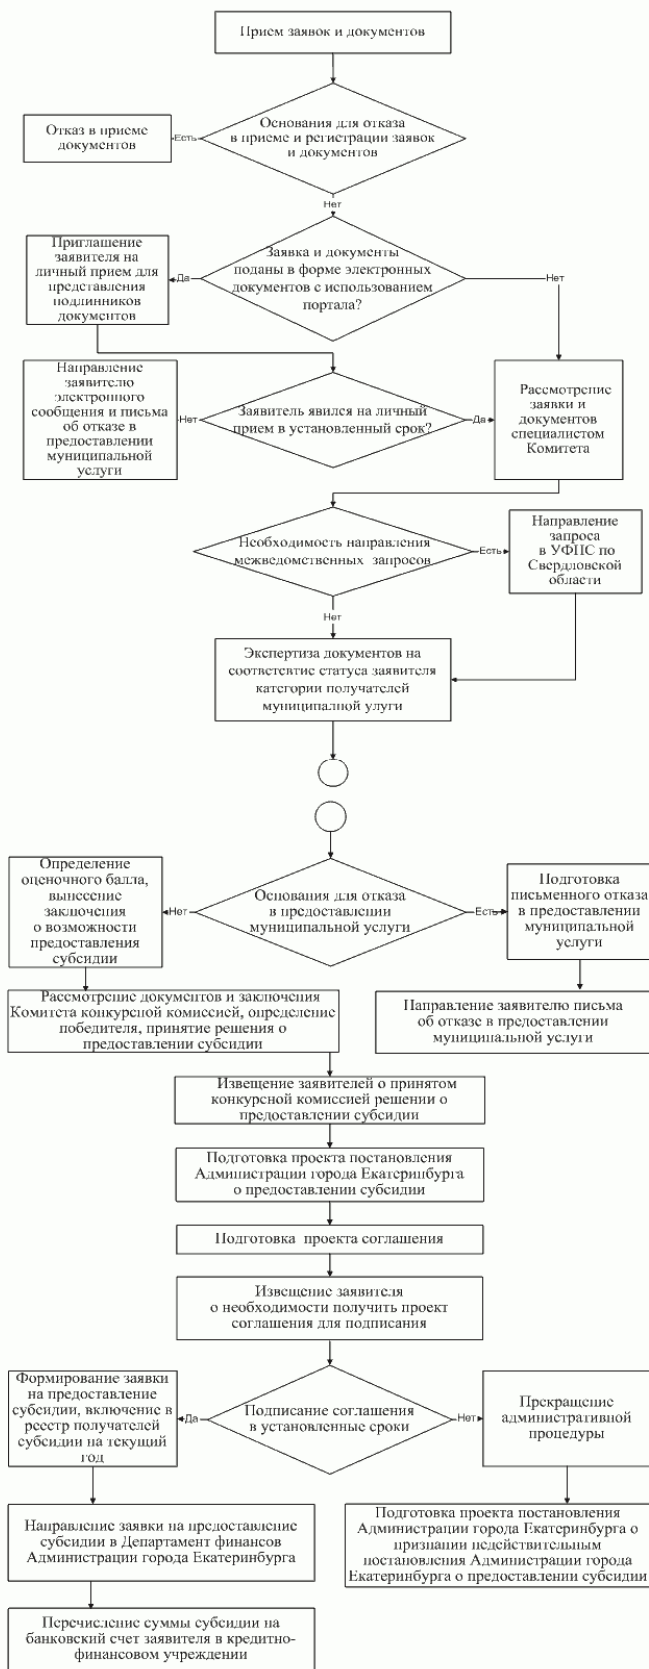 Прием заявок и документов
Основания для отказа
в приеме и регистрации заявок
и документов
Есть
Отказ в приеме
документов
Нет
Заявка и документы
поданы в форме электронных
документов с использованием
портала?
Да
Приглашение
заявителя на
личный прием для
представления
подлинников
документов
Нет
Направление
заявителю
электронного
сообщения и письма
об отказе в
предоставлении
муниципальной
услуги
Нет
Заявитель явился на личный
прием в установленный срок?
Да
Рассмотрение
заявки и
документов
специалистом
Комитета
Необходимость направления
межведомственных запросов
Есть
Направление
запроса
в УФНС по
Свердловской
области
Нет
Экспертиза документов на
соответсвтие статуса заявителя
категории получателей
муниципалной улуги
Определение
оценочного балла,
вынесение
заключения
о возможности
предоставления
субсидии
Нет
Основания для отказа
в предоставлении
муниципальной услуги
Есть
Подготовка
письменного отказа
в предоставлении
муниципальной
услуги
Рассмотрение документов и заключения
Комитета конкурсной комиссией, определение
победителя, принятие решения о
предоставлении субсидии
Направление заявителю письма
об отказе в предоставлении
муниципальной услуги
Извещение заявителей о принятом
конкурсной комиссией решении о
предоставлении субсидии
Подготовка проекта постановления
Администрации города Екатеринбурга
о предоставлении субсидии
Подготовка проекта соглашения
Извещение заявителя
о необходимости получить проект
соглашения для подписания
Формирование заявки
на предоставление
субсидии, включение в
реестр получателей
субсидии на текущий
год
Да
Подписание соглашения
в установленные сроки
Нет
Прекращение
административной
процедуры
Направление заявки на предоставление
субсидии в Департамент финансов
Администрации города Екатеринбурга
Подготовка проекта постановления
Администрации города Екатеринбурга о
признании недействительным
постановления Администрации города
Екатеринбурга о предоставлении субсидии
Перечисление суммы субсидии на
банковский счет заявителя в кредитно-
финансовом учреждении